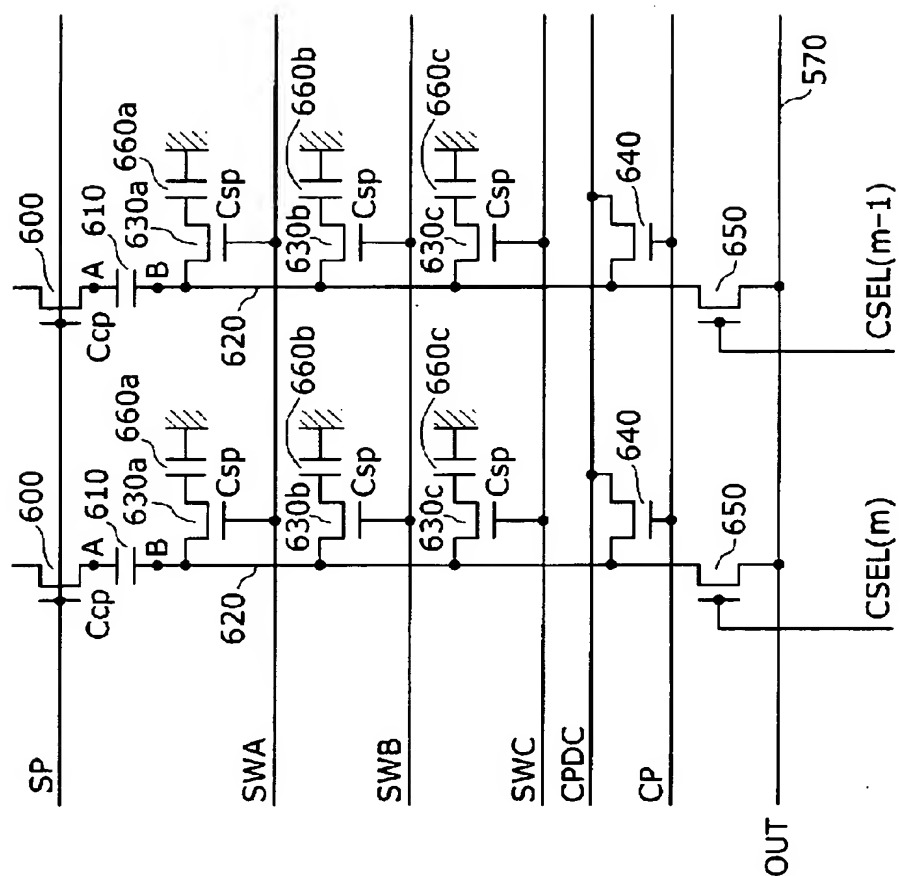 600
600
SP
A
610
660a
A
610
660a
Ccp
B
630a
Ccp
B
630a
620
Csp
620
Csp
SWA
660b
660b
630b
630b
Csp
Csp
SWB
660c
660c
630c
630c
Csp
Csp
SWC
CPDC
640
640
CP
650
650
OUT
570
CSEL(m)
CSEL(m-1)